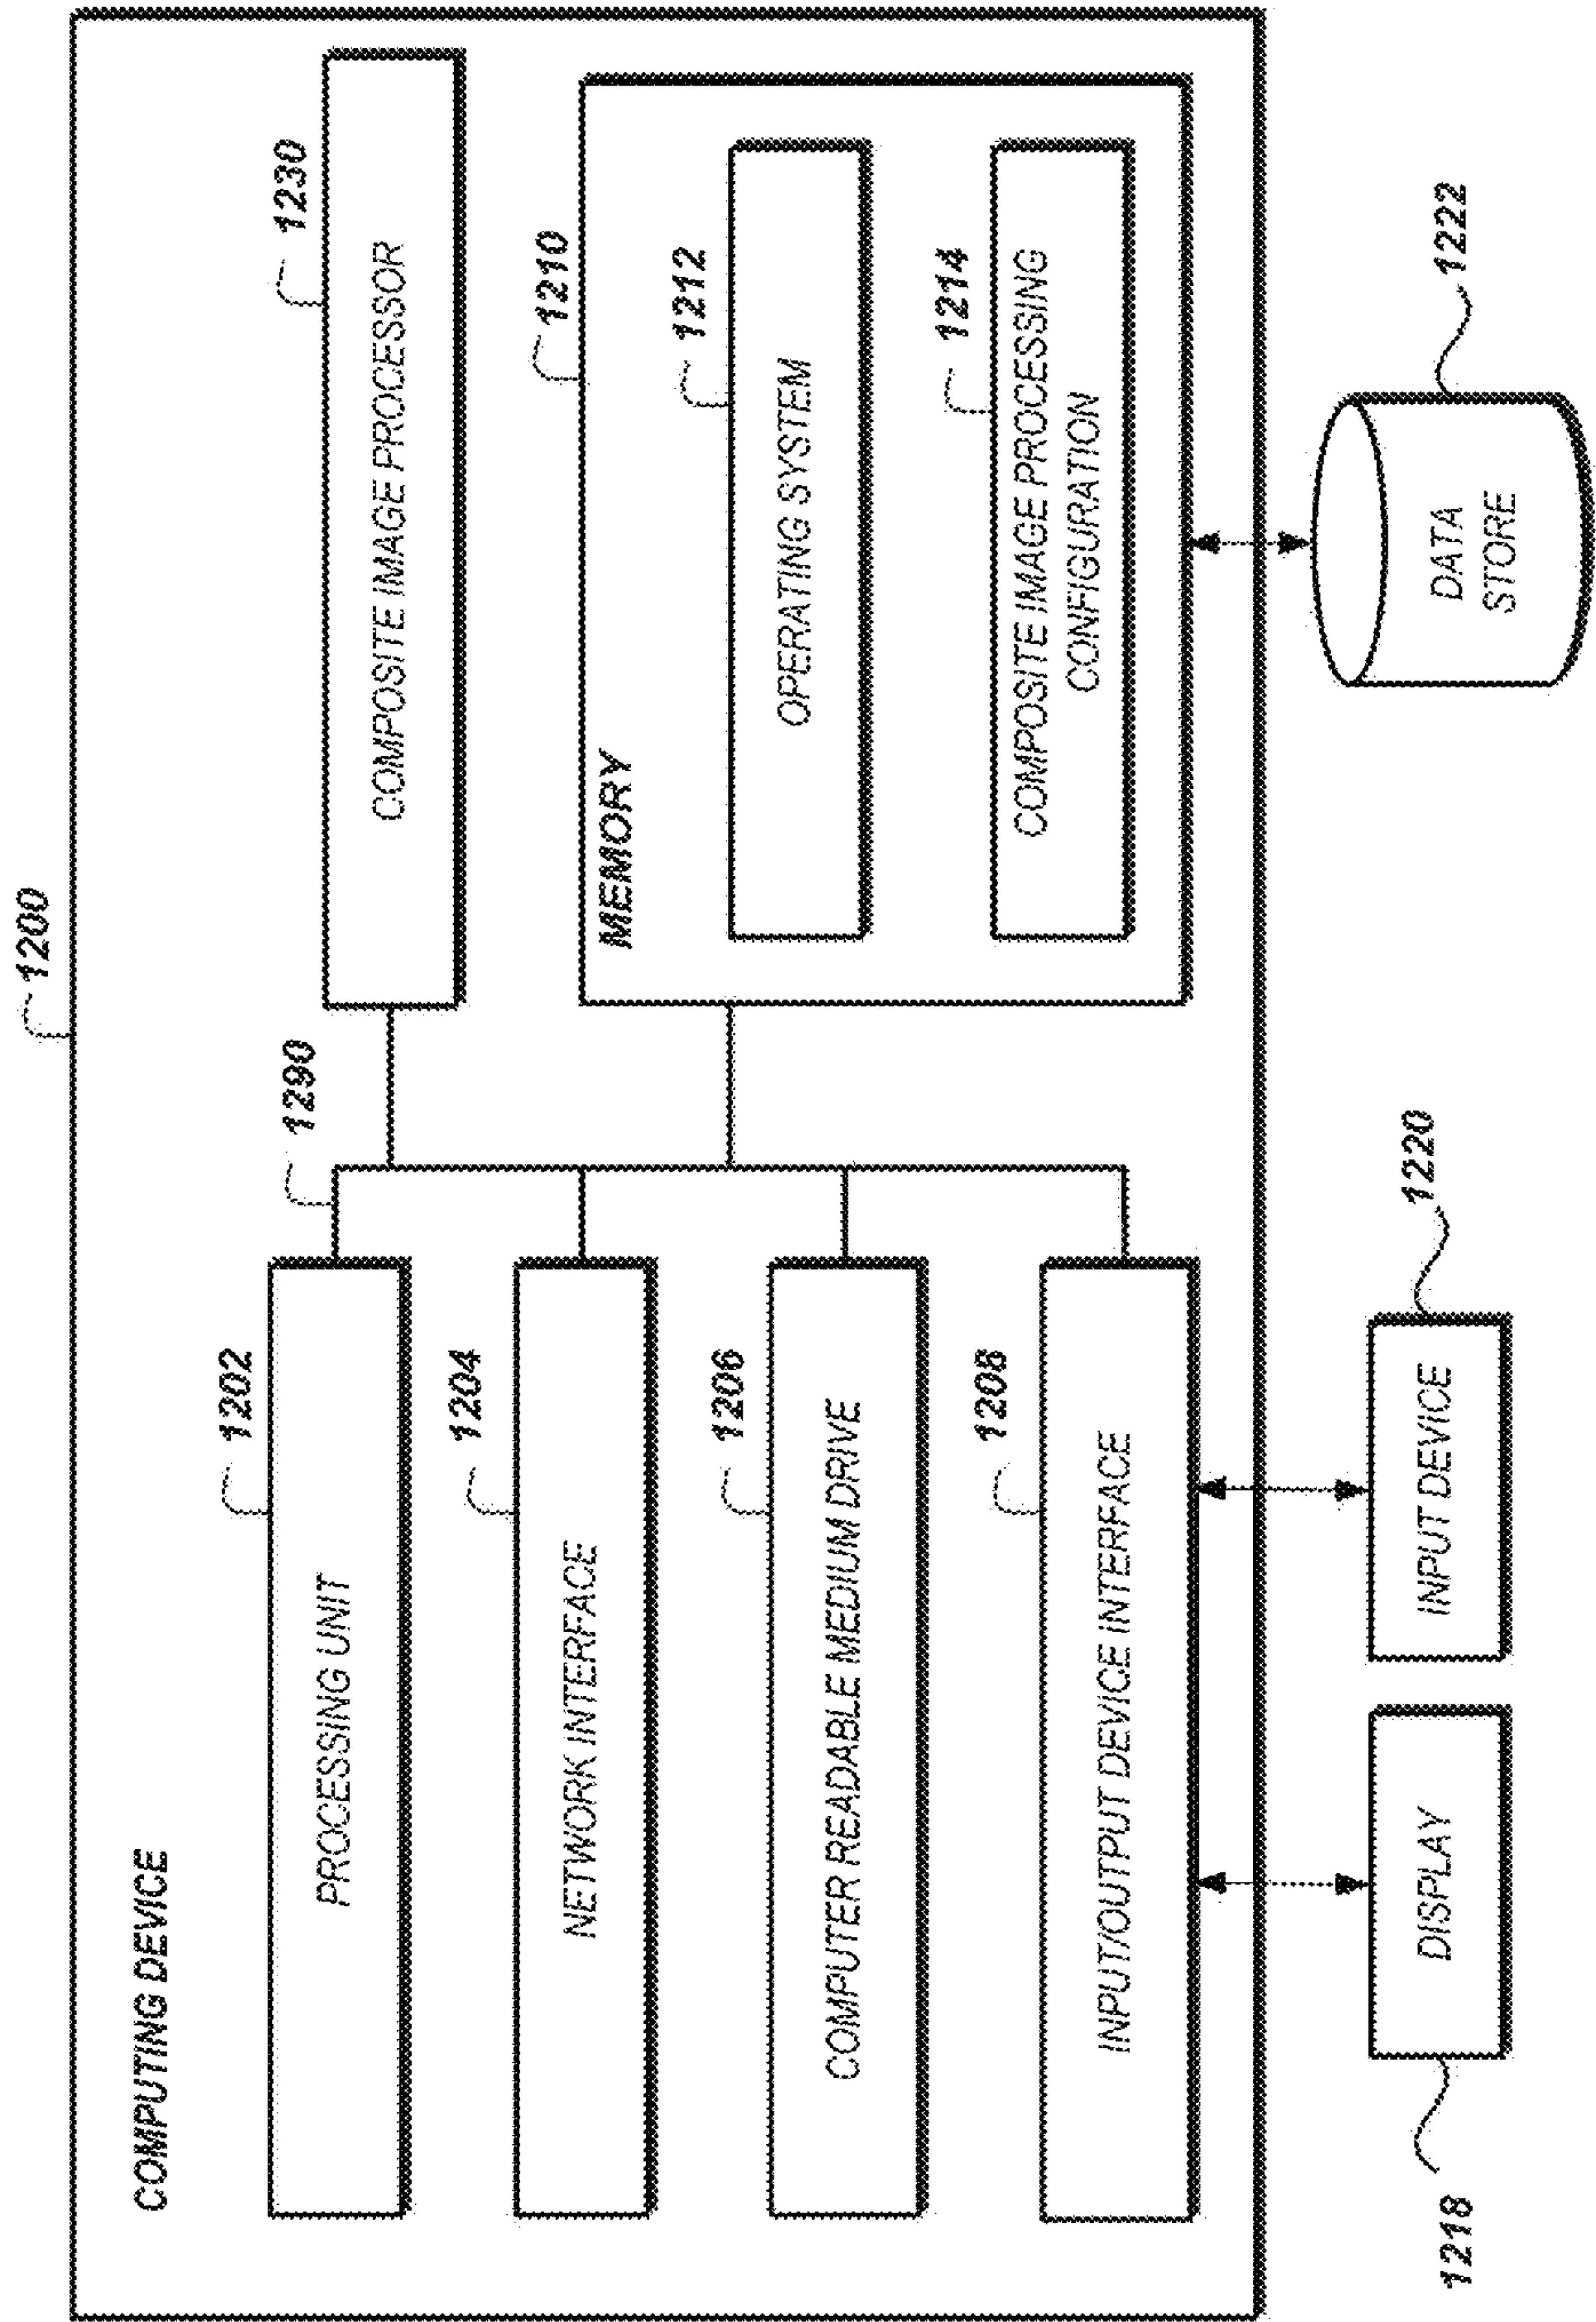 1200
COMPUTING DEVICE
1202
PROCESSING UNIT
1204
NETWORK INTERFACE
1206
COMPUTER READABLE MEDIUM DRIVE
1208
INPUT/OUTPUT DEVICE INTERFACE
1290
1230
COMPOSITE IMAGE PROCESSOR
1210
MEMORY
1212
OPERATING SYSTEM
1214
COMPOSITE IMAGE PROCESSING
CONFIGURATION
1218
DISPLAY
INPUT DEVICE
1220
DATA
STORE
1222